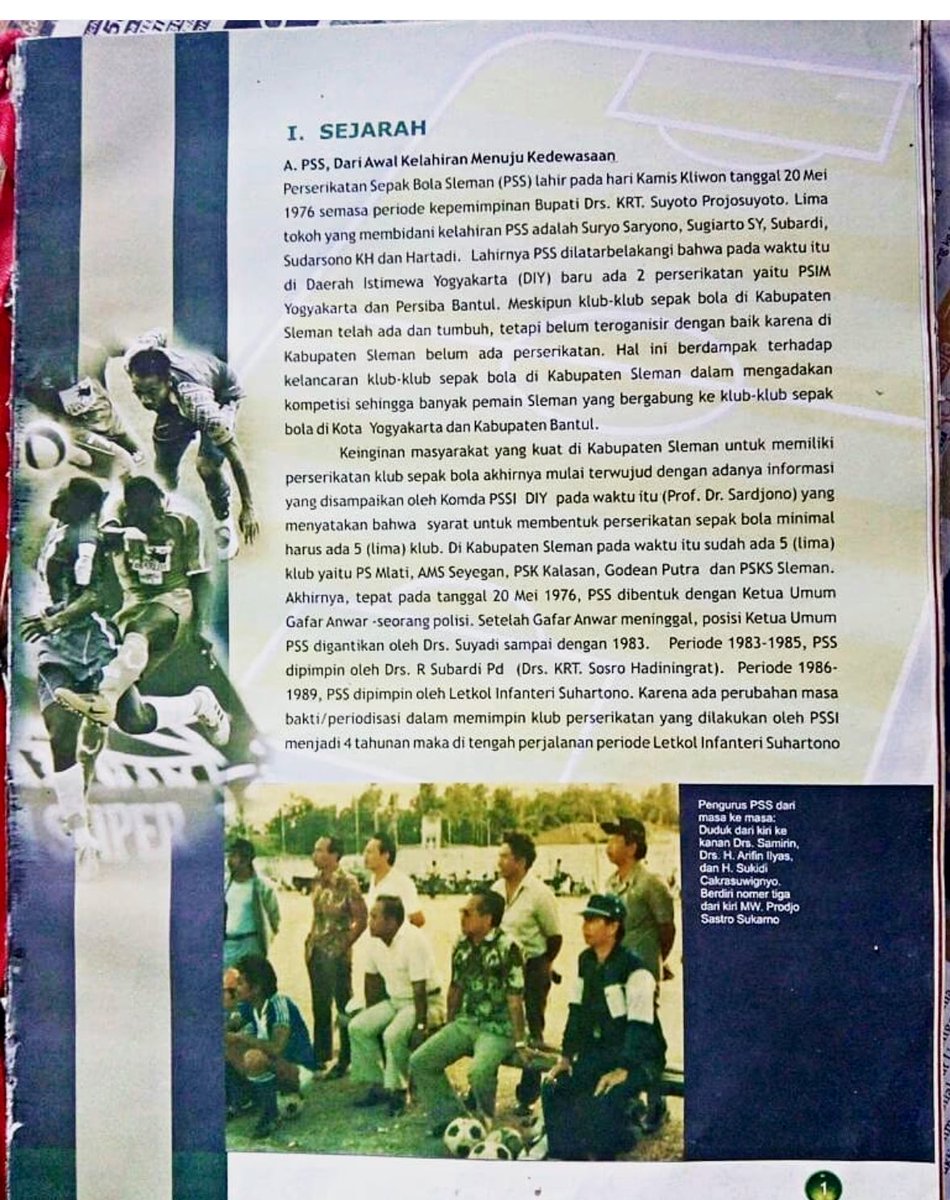 I. SEJARAH
A. PSS, Dari Awal Kelahiran Menuju Kedewasaan
Perserikatan Sepak Bola Sleman (PSS) lahir pada hari Kamis Kliwon tanggal 20 Mei
1976 semasa periode kepemimpinan Bupati Drs. KRT. Suyoto Projosuyoto. Lima
tokoh yang membidani kelahiran PSS adalah Suryo Saryono, Sugiarto SY, Subardi,
Sudarsono KH dan Hartadi. Lahirnya PSS dilatarbelakangi bahwa pada waktu itu
di Daerah Istimewa Yogyakarta (DIY) baru ada 2 perserikatan yaitu PSIM
Yogyakarta dan Persiba Bantul. Meskipun klub-klub sepak bola di Kabupaten
Sleman telah ada dan tumbuh, tetapi belum teroganisir dengan baik karena di
Kabupaten Sleman belum ada perserikatan. Hal ini berdampak terhadap
kelancaran klub-klub sepak bola di Kabupaten Sleman dalam mengadakan
kompetisi sehingga banyak pemain Sleman yang bergabung ke klub-klub sepak
bola di Kota Yogyakarta dan Kabupaten Bantul.
Keinginan masyarakat yang kuat di Kabupaten Sleman untuk memiliki
perserikatan klub sepak bola akhirnya mulai terwujud dengan adanya informasi
yang disampaikan oleh Komda PSSI DIY pada waktu itu (Prof. Dr. Sardjono) yang
menyatakan bahwa syarat untuk membentuk perserikatan sepak bola minimal
harus ada 5 (lima) klub. Di Kabupaten Sleman pada waktu itu sudah ada 5 (lima)
klub yaitu PS Mlati, AMS Seyegan, PSK Kalasan, Godean Putra dan PSKS Sleman.
Akhirnya, tepat pada tanggal 20 Mei 1976, PSS dibentuk dengan Ketua Umum
Gafar Anwar -seorang polisi. Setelah Gafar Anwar meninggal, posisi Ketua Umum
PSS digantikan oleh Drs. Suyadi sampai dengan 1983. Periode 1983-1985, PSS
dipimpin oleh Drs. R Subardi Pd (Drs. KRT. Sosro Hadiningrat). Periode 1986-
1989, PSS dipimpin oleh Letkol Infanteri Suhartono. Karena ada perubahan masa
bakti/periodisasi dalam memimpin klub perserikatan yang dilakukan oleh PSSI
menjadi 4 tahunan maka di tengah perjalanan periode Letkol Infanteri Suhartono
Pengurus PSS dari
masa ke masa:
Duduk dari kiri ke
kanan Drs. Samirin,
Drs. H. Arifin Ilyas,
dan H. Sukidi
Cakrasuwignyo.
Berdiri nomer tiga
dari kiri MW. Prodjo
Sastro Sukarno
1